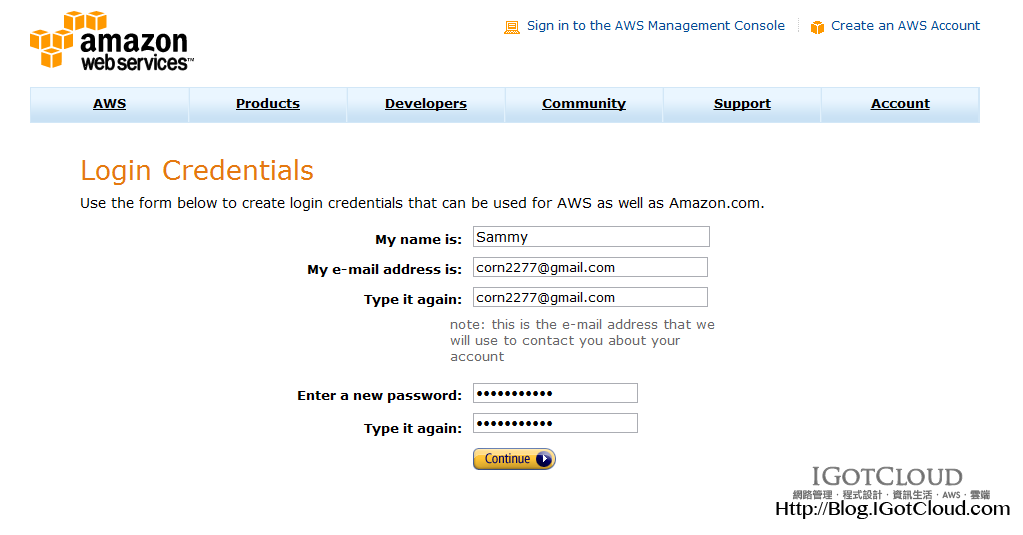 amazon
webservices™
Sign in to the AWS Management Console
Create an AWS Account
AWS
Products
Developers
Community
Support
Account
Login Credentials
Use the form below to create login credentials that can be used for AWS as well as Amazon.com.
My name is: Sammy
My e-mail address is: corn2277@gmail.com
Type it again: corn2277@gmail.com
note: this is the e-mail address that we
will use to contact you about your
account
Enter a new password: •••••••••••
Type it again: •••••••••••
Continue
IGotCloud
網路管理・程式設計・資訊生活・AWS・雲端
Http://Blog.IGotCloud.com